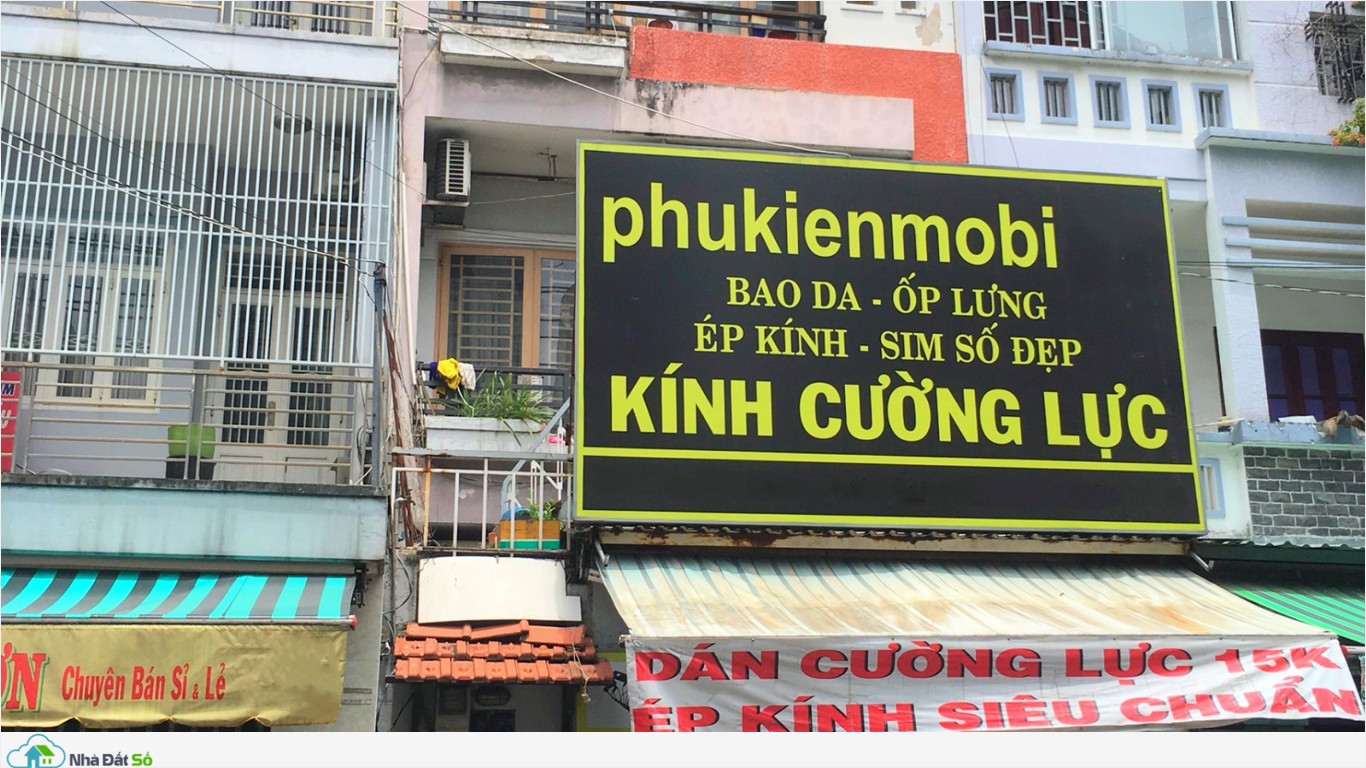 phukienmobi
BAO DA - ỐP LƯNG
ÉP KÍNH - SIM SỐ ĐẸP
KÍNH CƯỜNG LỰC
DÁN CƯỜNG LỰC 15K
ÉP KÍNH SIÊU CHUẨN
Chuyên Bán Sỉ & Lẻ
Nhà Đất Số